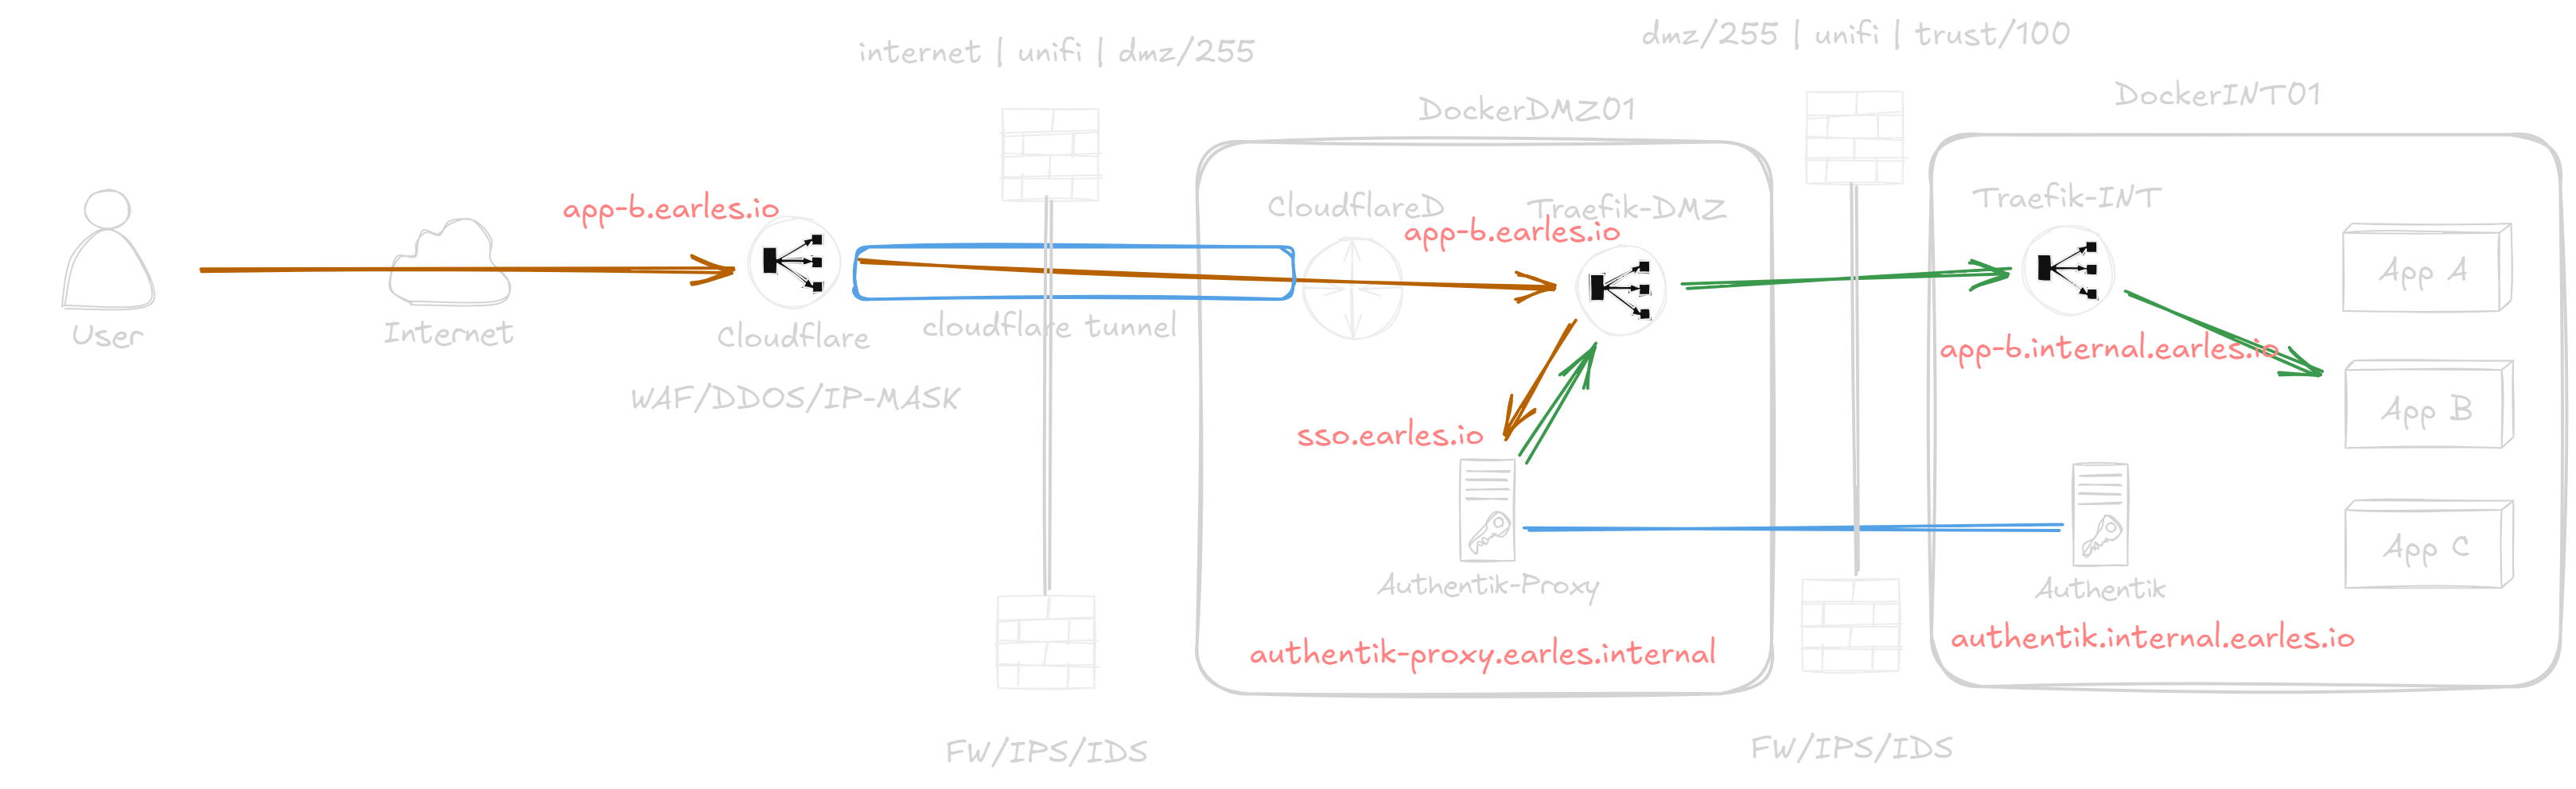 internet | unifi | dmz/255
dmz/255 | unifi | trust/100
DockerDMZ01
DockerINT01
app-b.earles.io
CloudflareD
Traefik-DMZ
app-b.earles.io
Traefik-INT
App A
User
Internet
Cloudflare
cloudflare tunnel
app-b.internal.earles.io
WAF/DDOS/IP-MASK
App B
sso.earles.io
App C
Authentik-Proxy
Authentik
authentik-proxy.earles.internal
authentik.internal.earles.io
FW/IPS/IDS
FW/IPS/IDS